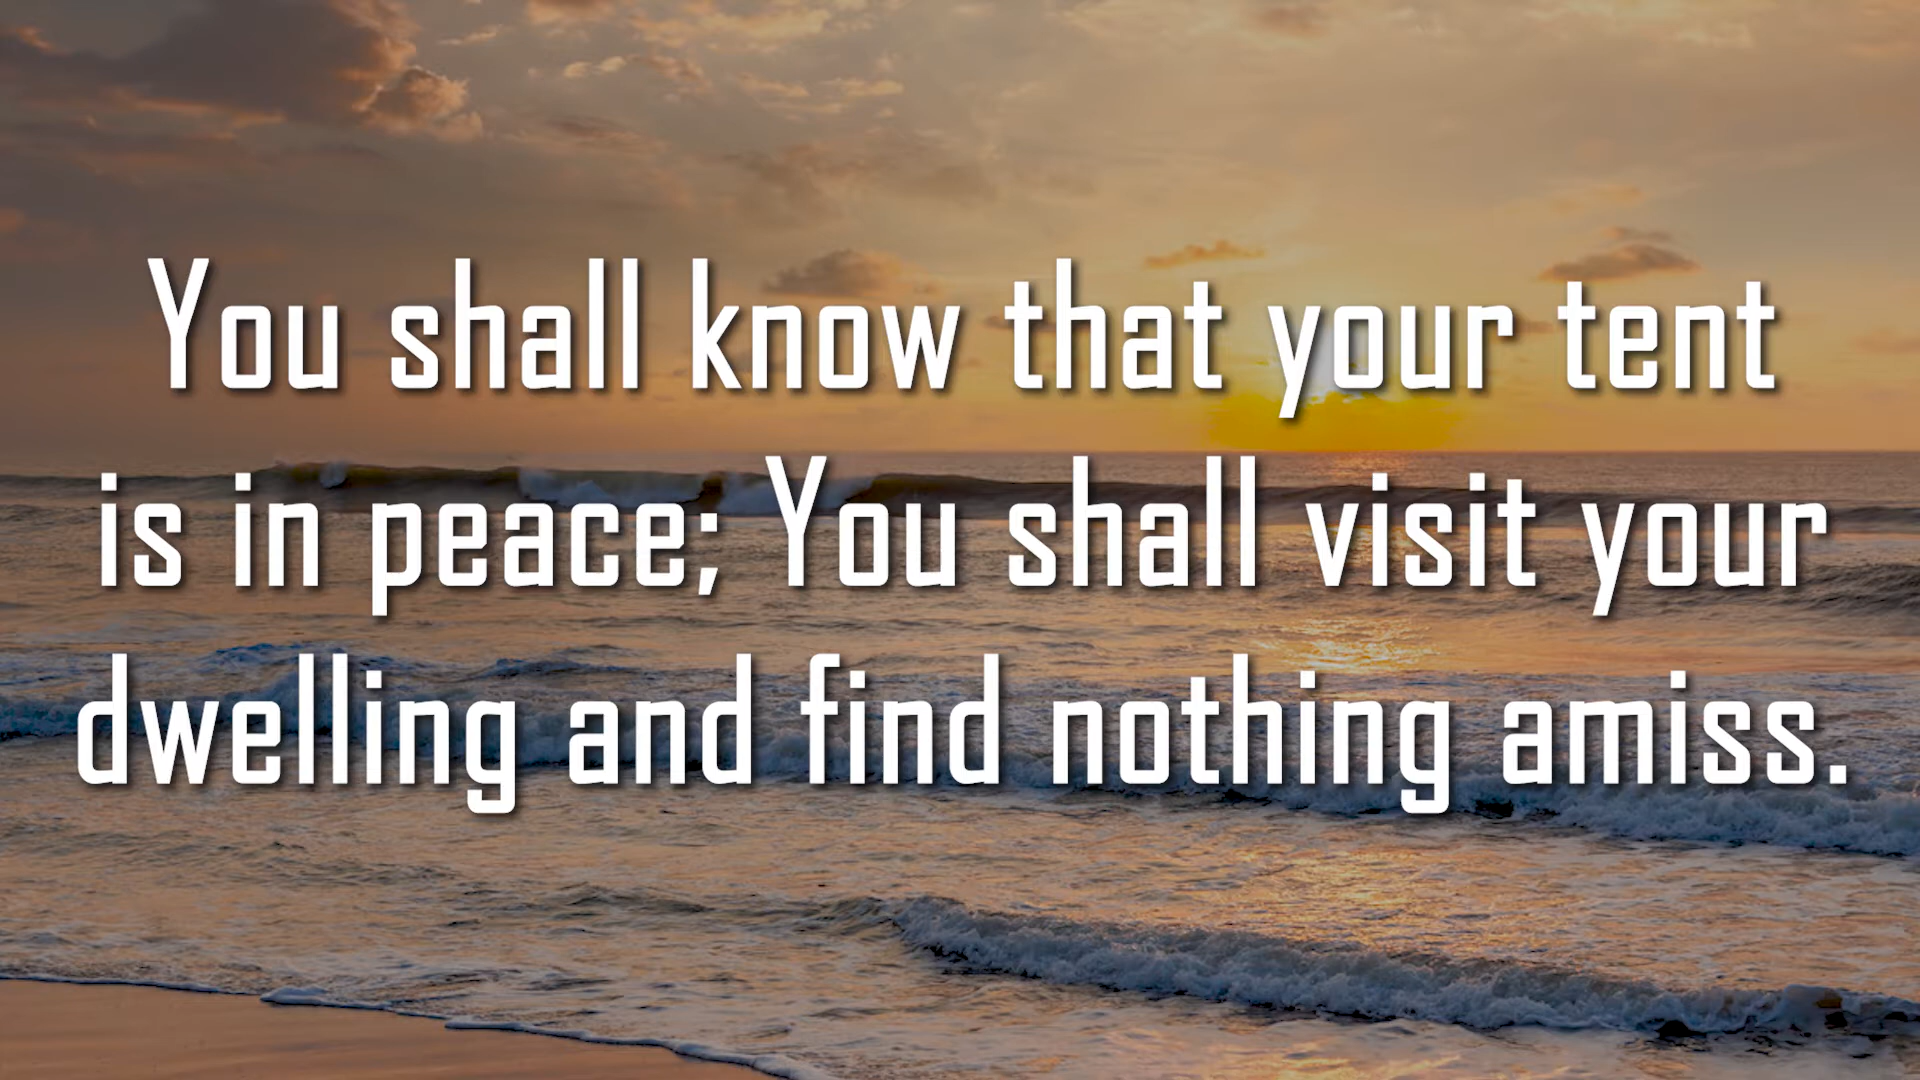 You shall know that your tent
is in peace; You shall visit your
dwelling and find nothing amiss.